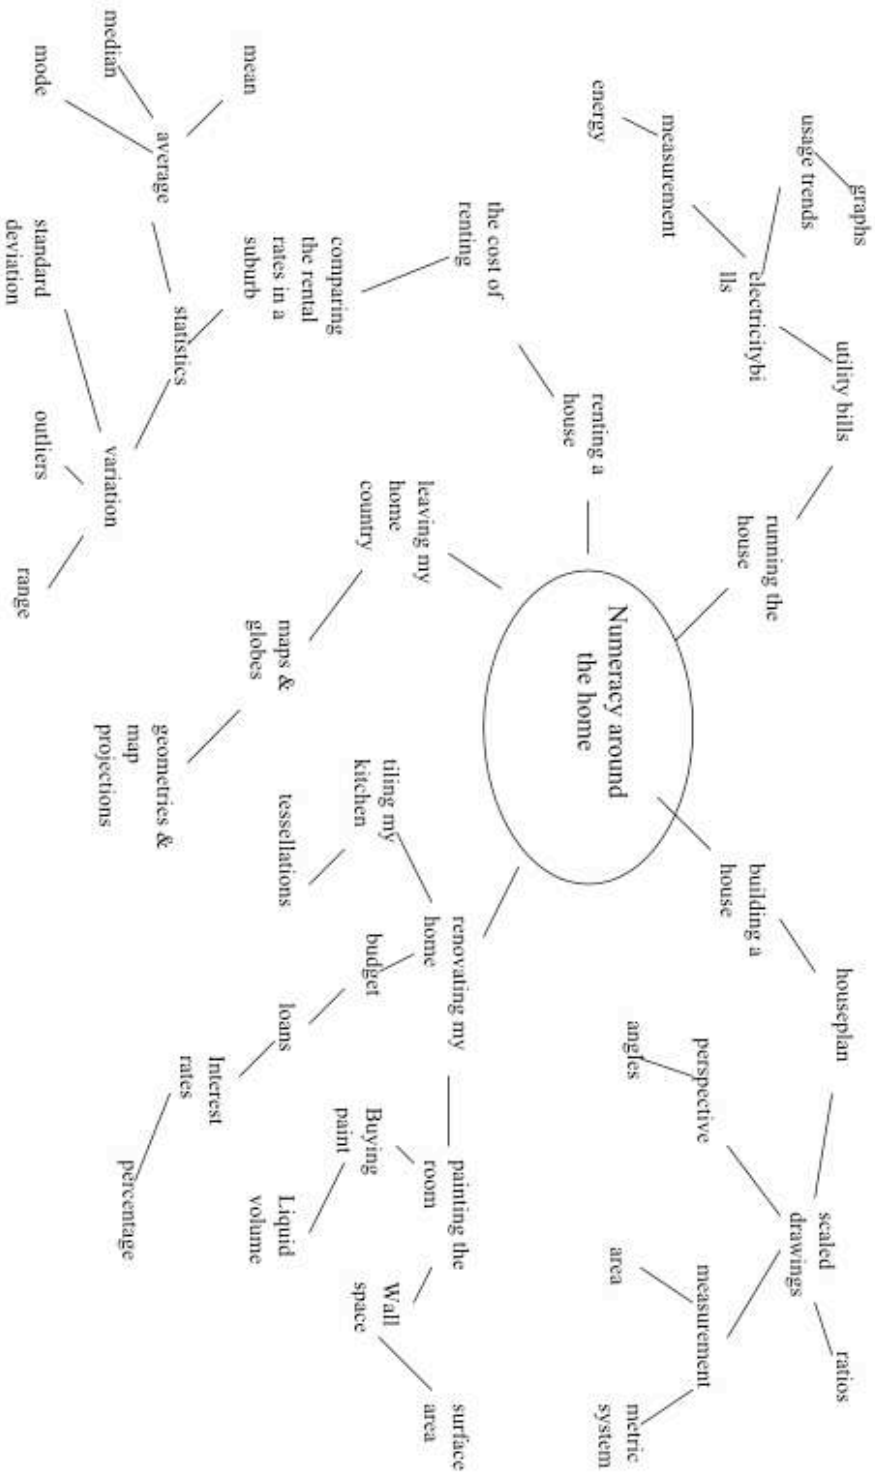 graphs
usage trends
measurement
energy
electricitybi
lls
utility bills
running the
house
mean
median
mode
average
the cost of
renting
comparing
the rental
rates in a
suburb
statistics
standard
deviation
outliers
variation
range
renting a
house
leaving my
home
country
maps &
globes
geometries &
map
projections
Numeracy around
the home
building a
house
houseplan
scaled
drawings
ratios
perspective
angles
measurement
area
metric
system
renovating my
home
tiling my
kitchen
tessellations
budget
loans
Interest
rates
percentage
painting the
room
Buying
paint
Liquid
volume
Wall
space
surface
area